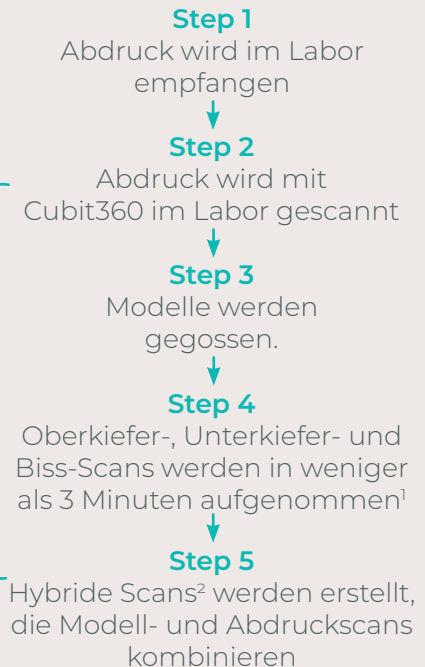 Step 1
Abdruck wird im Labor
empfangen
Step 2
Abdruck wird mit
Cubit360 im Labor gescannt
Step 3
Modelle werden
gegossen.
Step 4
Oberkiefer-, Unterkiefer- und
Biss-Scans werden in weniger
als 3 Minuten aufgenommen¹
Step 5
Hybride Scans² werden erstellt,
die Modell- und Abdruckscans
kombinieren